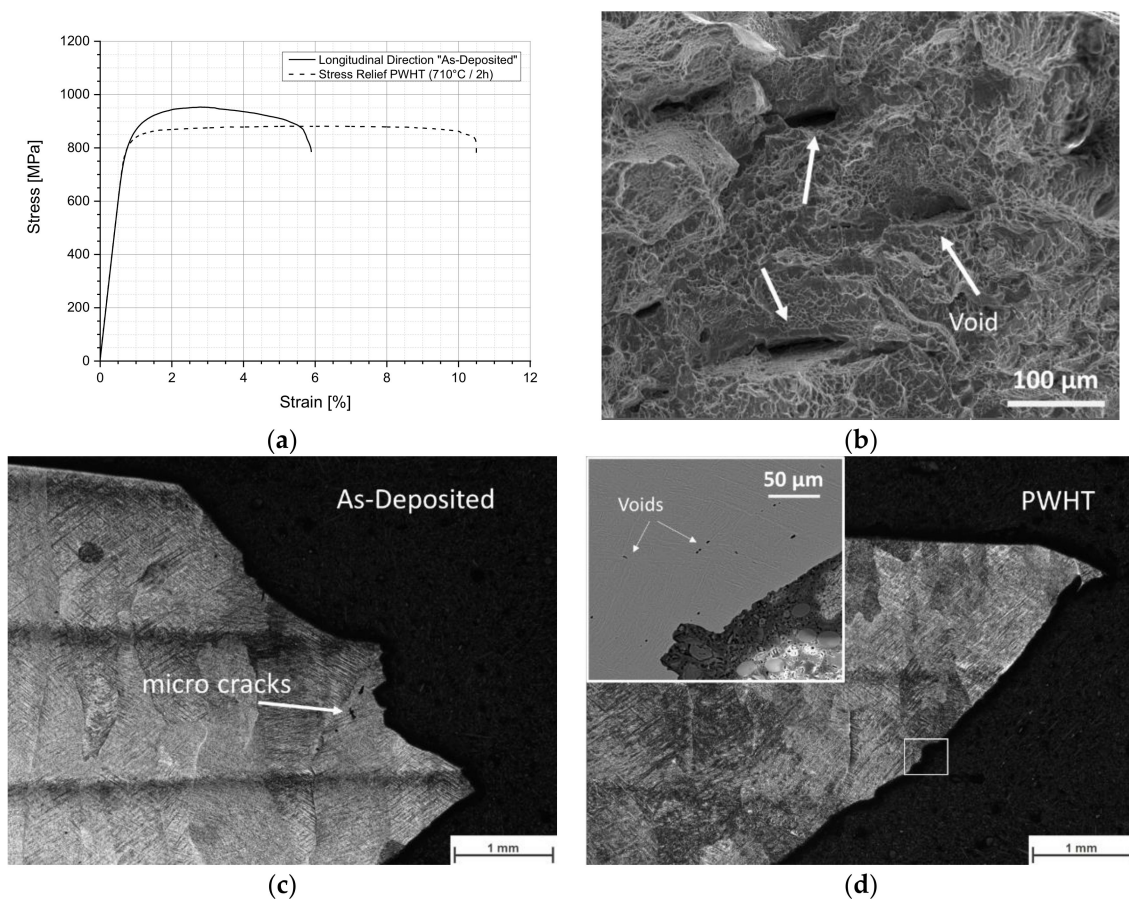 1200
1000
800
600
400
200
0
Stress [MPa]
Longitudinal Direction "As-Deposited"
Stress Relief PWHT (710°C / 2h)
0 2 4 6 8 10 12
Strain [%]
(a)
Void
100 µm
(b)
As-Deposited
micro cracks
1 mm
(c)
50 µm
Voids
PWHT
1 mm
(d)